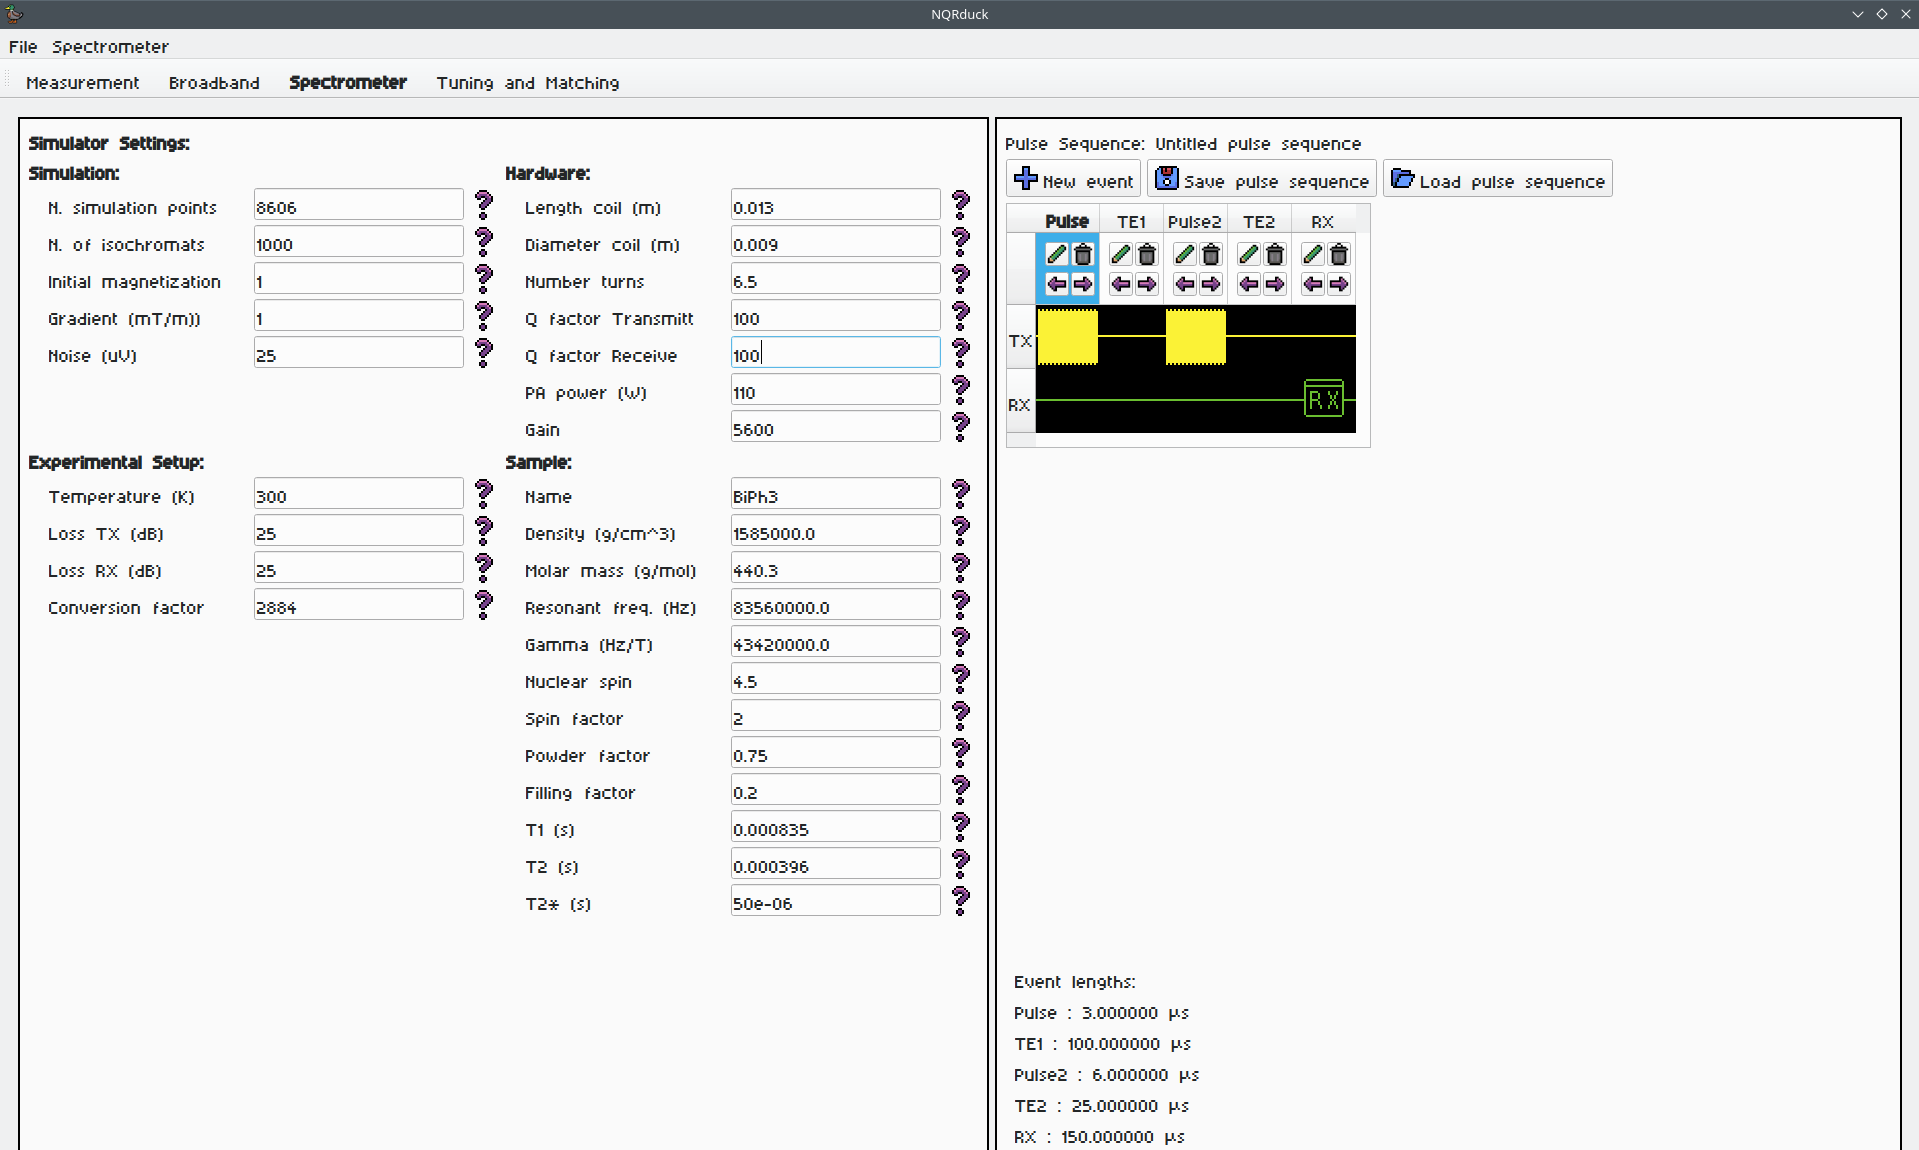 NQRduck
File Spectrometer
Measurement Broadband Spectrometer Tuning and Matching
Simulator Settings:
Simulation:
N. simulation points 8606
N. of isochromats 1000
Initial magnetization 1
Gradient (mT/m)) 1
Noise (uV) 25
Hardware:
Length coil (m) 0.013
Diameter coil (m) 0.009
Number turns 6.5
Q factor Transmitt 100
Q factor Receive 100
PA power (W) 110
Gain 5600
Experimental Setup:
Temperature (K) 300
Loss TX (dB) 25
Loss RX (dB) 25
Conversion factor 2884
Sample:
Name BiPh3
Density (g/cm^3) 1585000.0
Molar mass (g/mol) 440.3
Resonant freq. (Hz) 83560000.0
Gamma (Hz/T) 43420000.0
Nuclear spin 4.5
Spin factor 2
Powder factor 0.75
Filling factor 0.2
T1 (s) 0.000835
T2 (s) 0.000396
T2* (s) 50e-06
Pulse Sequence: Untitled pulse sequence
New event Save pulse sequence Load pulse sequence
Pulse TE1 Pulse2 TE2 RX
TX
RX RX
Event lengths:
Pulse : 3.000000 µs
TE1 : 100.000000 µs
Pulse2 : 6.000000 µs
TE2 : 25.000000 µs
RX : 150.000000 µs